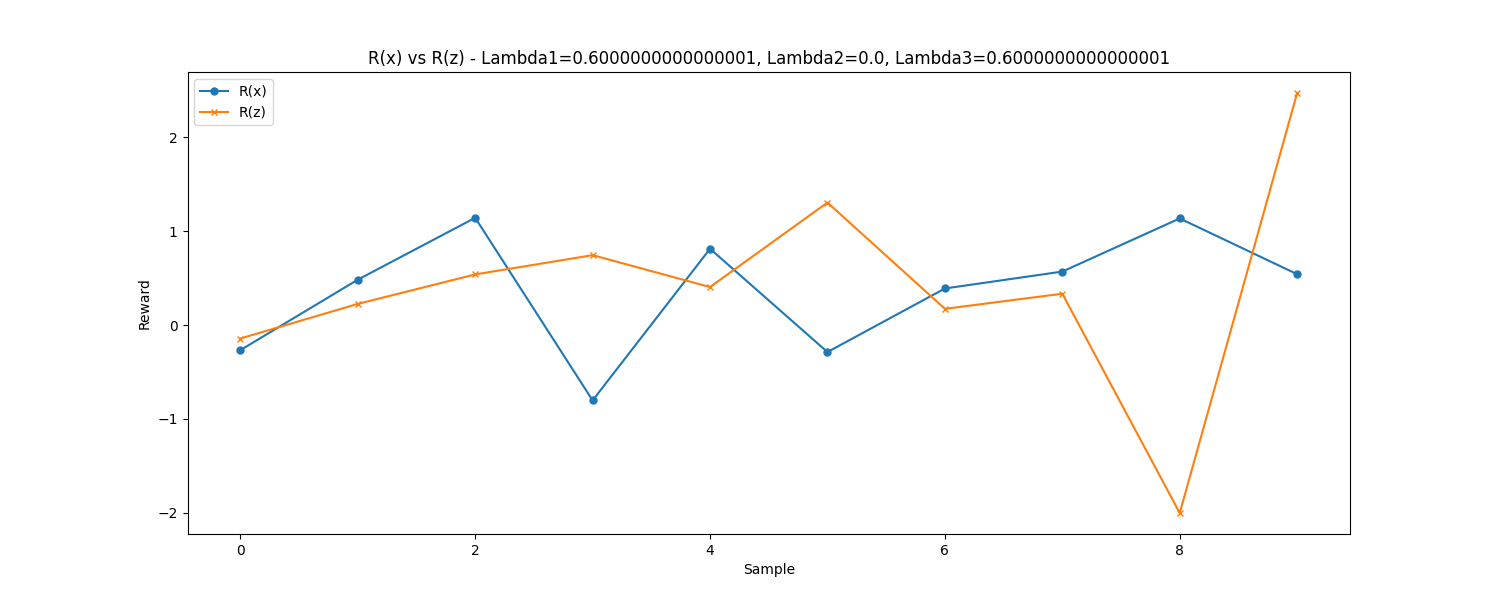 R(x) vs R(z) - Lambda1=0.6000000000000001, Lambda2=0.0, Lambda3=0.6000000000000001
R(x)
R(z)
2
1
0
−1
−2
Reward
0 2 4 6 8
Sample